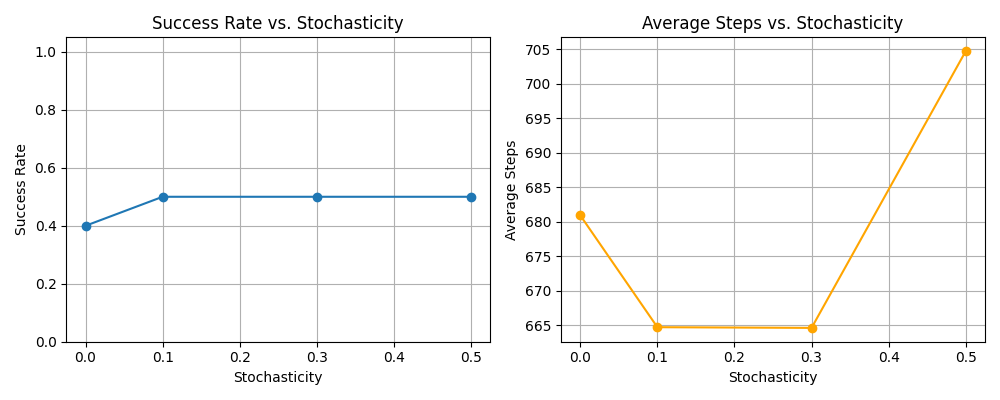 Success Rate vs. Stochasticity
1.0
0.8
0.6
0.4
0.2
0.0
Success Rate
0.0 0.1 0.2 0.3 0.4 0.5
Stochasticity
Average Steps vs. Stochasticity
705
700
695
690
685
680
675
670
665
Average Steps
0.0 0.1 0.2 0.3 0.4 0.5
Stochasticity